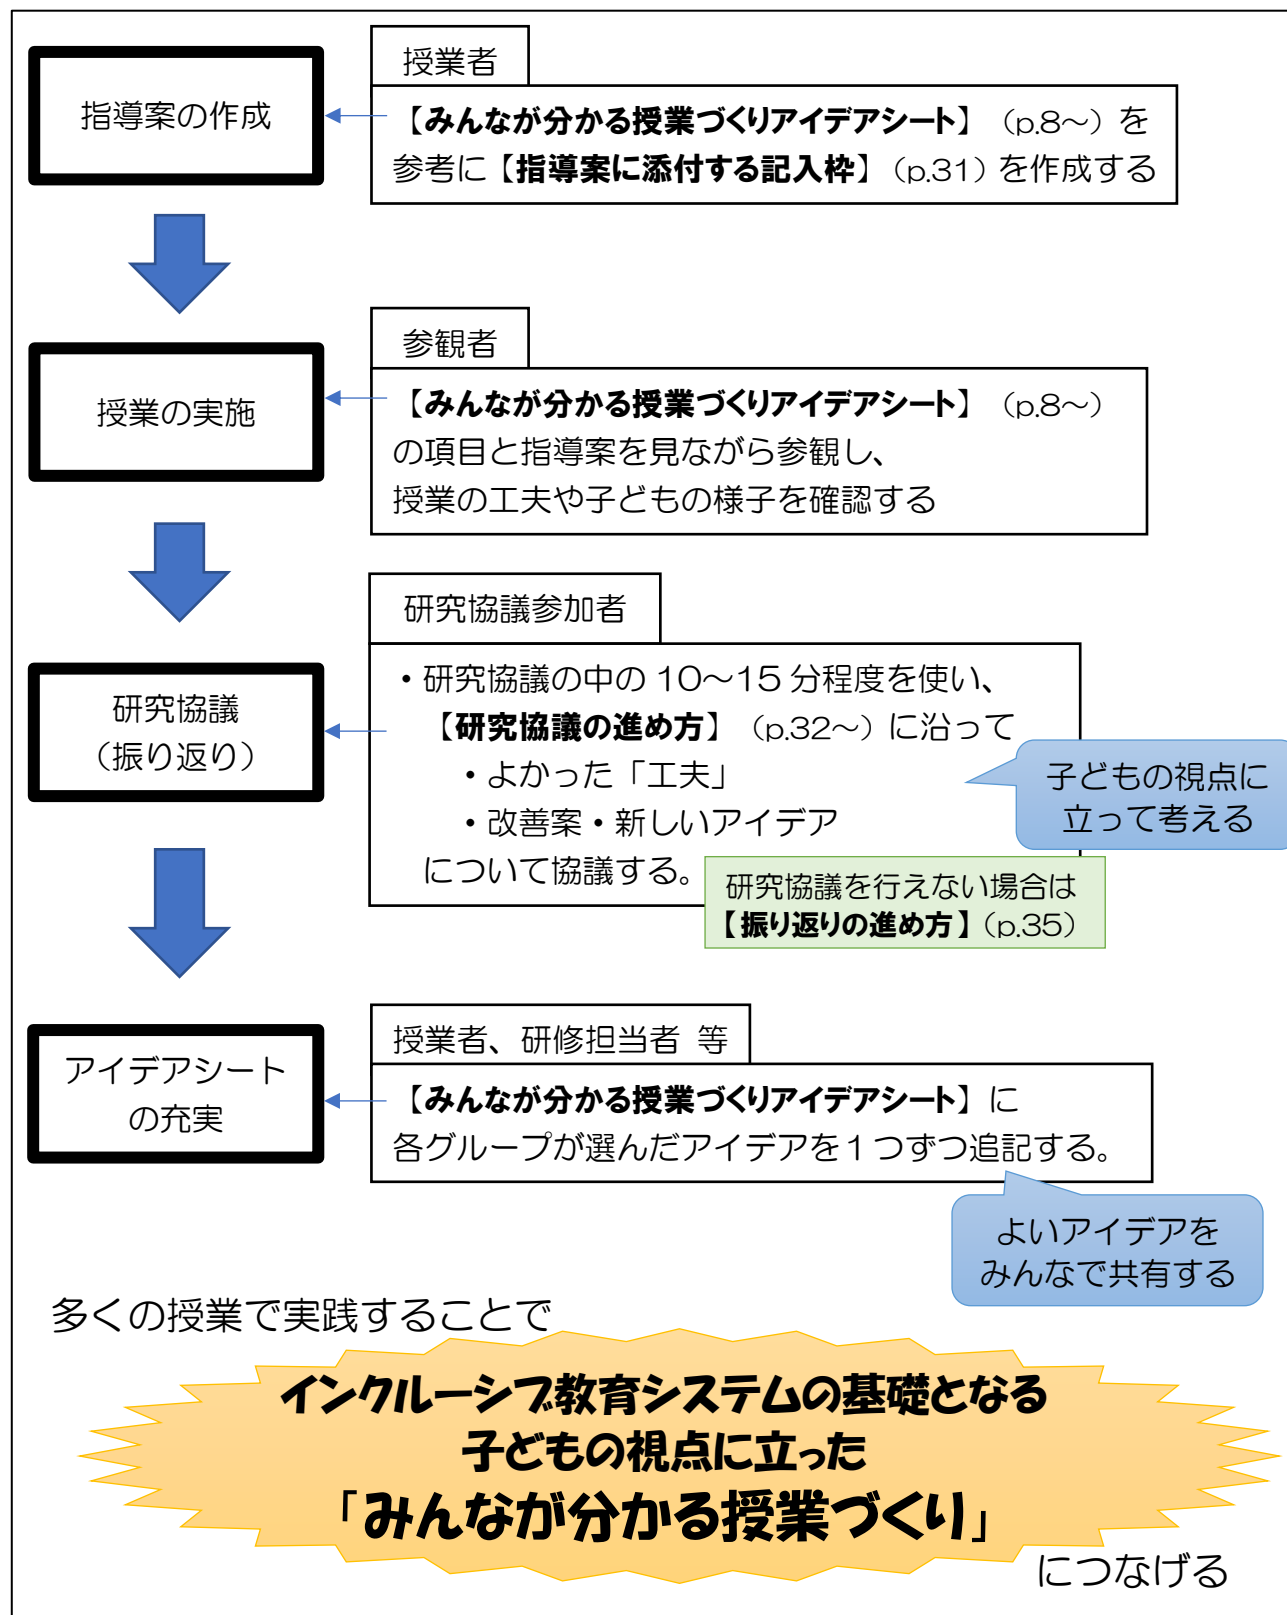 授業者
指導案の作成
【みんなが分かる授業づくりアイデアシート】（p.8～）を
参考に【指導案に添付する記入枠】（p.31）を作成する
参観者
授業の実施
【みんなが分かる授業づくりアイデアシート】（p.8～）
の項目と指導案を見ながら参観し、
授業の工夫や子どもの様子を確認する
研究協議参加者
研究協議
（振り返り）
・研究協議の中の 10～15 分程度を使い、
【研究協議の進め方】（p.32～）に沿って
・よかった「工夫」
・改善案・新しいアイデア
について協議する。
子どもの視点に
立って考える
研究協議を行えない場合は
【振り返りの進め方】（p.35）
授業者、研修担当者 等
アイデアシート
の充実
【みんなが分かる授業づくりアイデアシート】に
各グループが選んだアイデアを１つずつ追記する。
よいアイデアを
みんなで共有する
多くの授業で実践することで
インクルーシブ教育システムの基礎となる
子どもの視点に立った
「みんなが分かる授業づくり」
につなげる